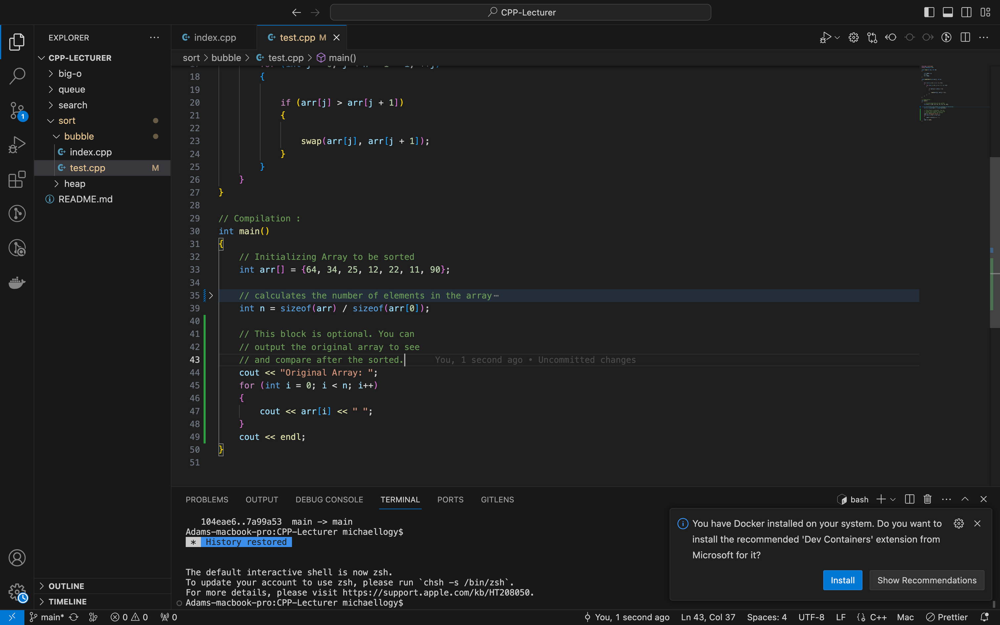 CPP-Lecturer
EXPLORER
CPP-LECTURER
big-o
queue
search
sort
bubble
index.cpp
test.cpp M
heap
README.md
OUTLINE
TIMELINE
1
index.cpp
test.cpp M
sort > bubble > test.cpp > main()
18 {
19
20 if (arr[j] > arr[j + 1])
21 {
22
23 swap(arr[j], arr[j + 1]);
24 }
25 }
26 }
27 }
28
29 // Compilation :
30 int main()
31 {
32 // Initializing Array to be sorted
33 int arr[] = {64, 34, 25, 12, 22, 11, 90};
34
35 // calculates the number of elements in the array⋯
39 int n = sizeof(arr) / sizeof(arr[0]);
40
41 // This block is optional. You can
42 // output the original array to see
43 // and compare after the sorted. You, 1 second ago • Uncommitted changes
44 cout << "Original Array: ";
45 for (int i = 0; i < n; i++)
46 {
47 cout << arr[i] << " ";
48 }
49 cout << endl;
50 }
51
PROBLEMS OUTPUT DEBUG CONSOLE TERMINAL PORTS GITLENS
bash
104eae6..7a99a53 main -> main
Adams-macbook-pro:CPP-Lecturer michaellogy$
* History restored
The default interactive shell is now zsh.
To update your account to use zsh, please run `chsh -s /bin/zsh`.
For more details, please visit https://support.apple.com/kb/HT208050.
Adams-macbook-pro:CPP-Lecturer michaellogy$
You have Docker installed on your system. Do you want to
install the recommended 'Dev Containers' extension from
Microsoft for it?
Install
Show Recommendations
main* 0 0 0 You, 1 second ago Ln 43, Col 37 Spaces: 4 UTF-8 LF C++ Mac Prettier